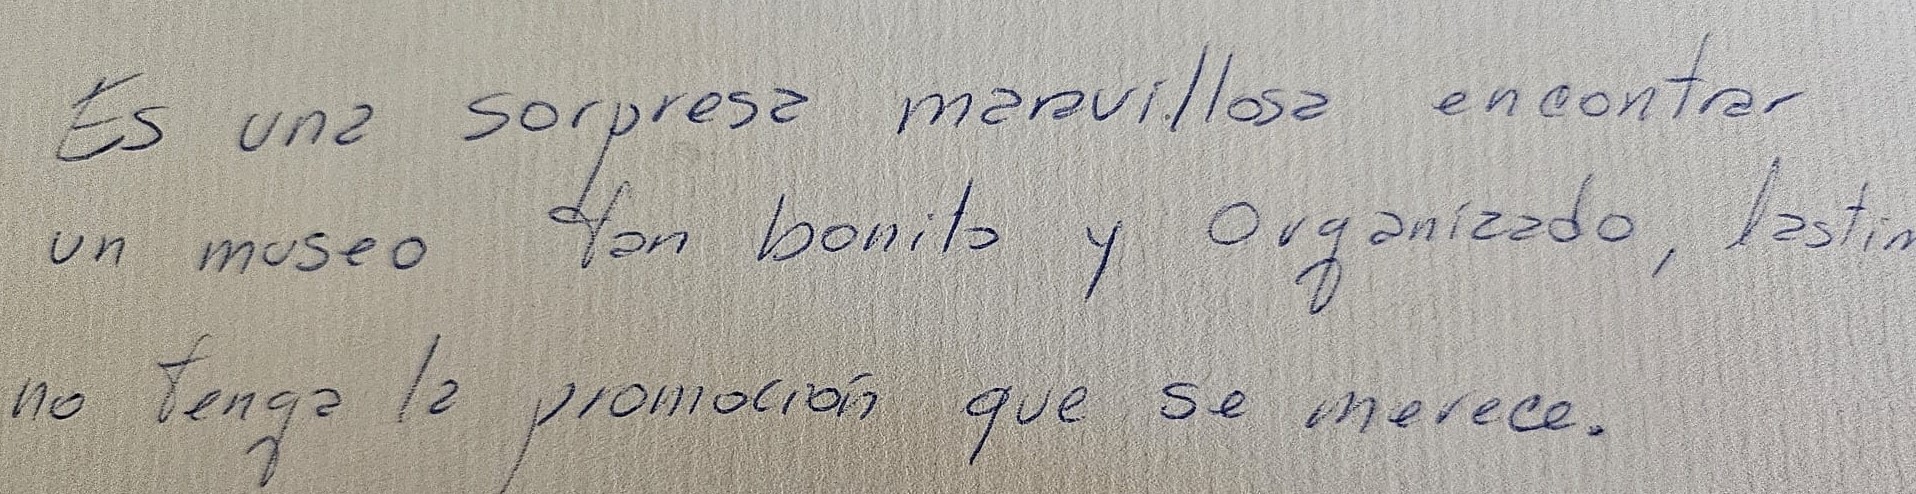 Es una sorpresa maravillosa encontrar
un museo tan bonito y organizado, lastim
no tenga la promoción que se merece.